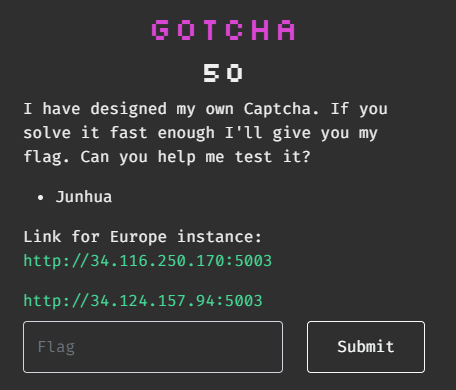 GOTCHA
50
I have designed my own Captcha. If you
solve it fast enough I'll give you my
flag. Can you help me test it?
• Junhua
Link for Europe instance:
http://34.116.250.170:5003
http://34.124.157.94:5003
Flag
Submit